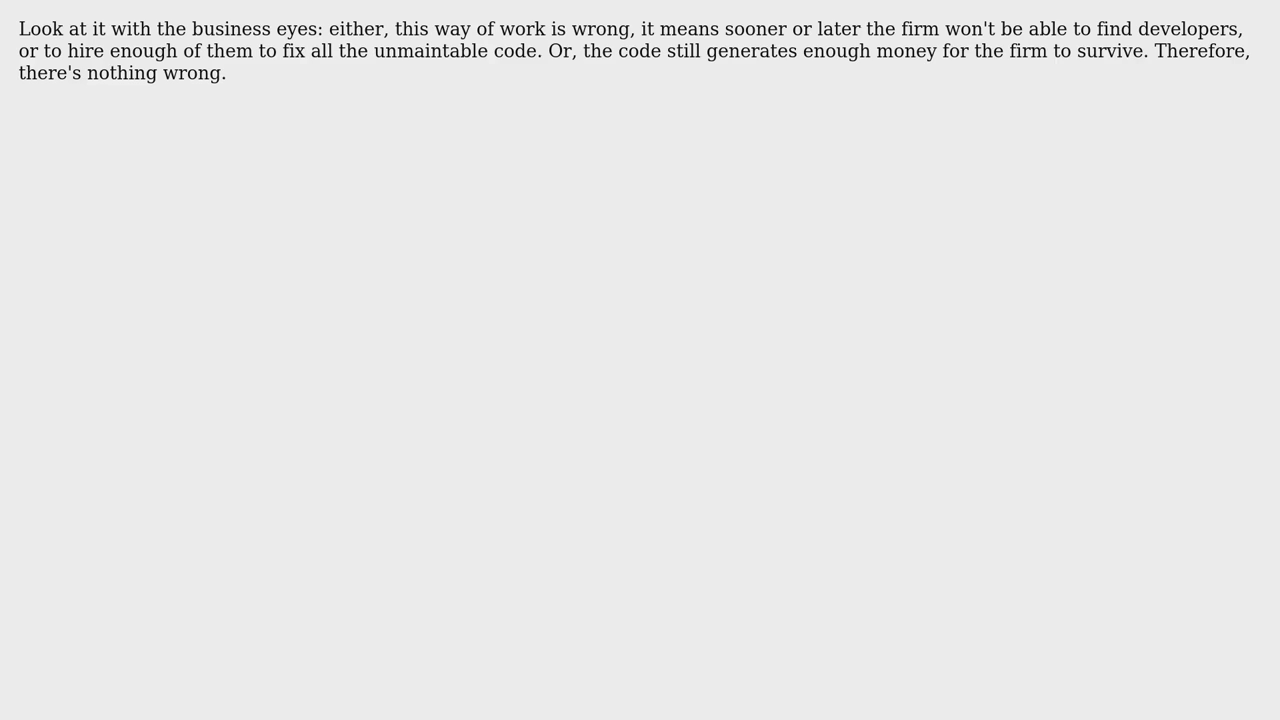 Look at it with the business eyes: either, this way of work is wrong, it means sooner or later the firm won't be able to find developers,
or to hire enough of them to fix all the unmaintable code. Or, the code still generates enough money for the firm to survive. Therefore,
there's nothing wrong.